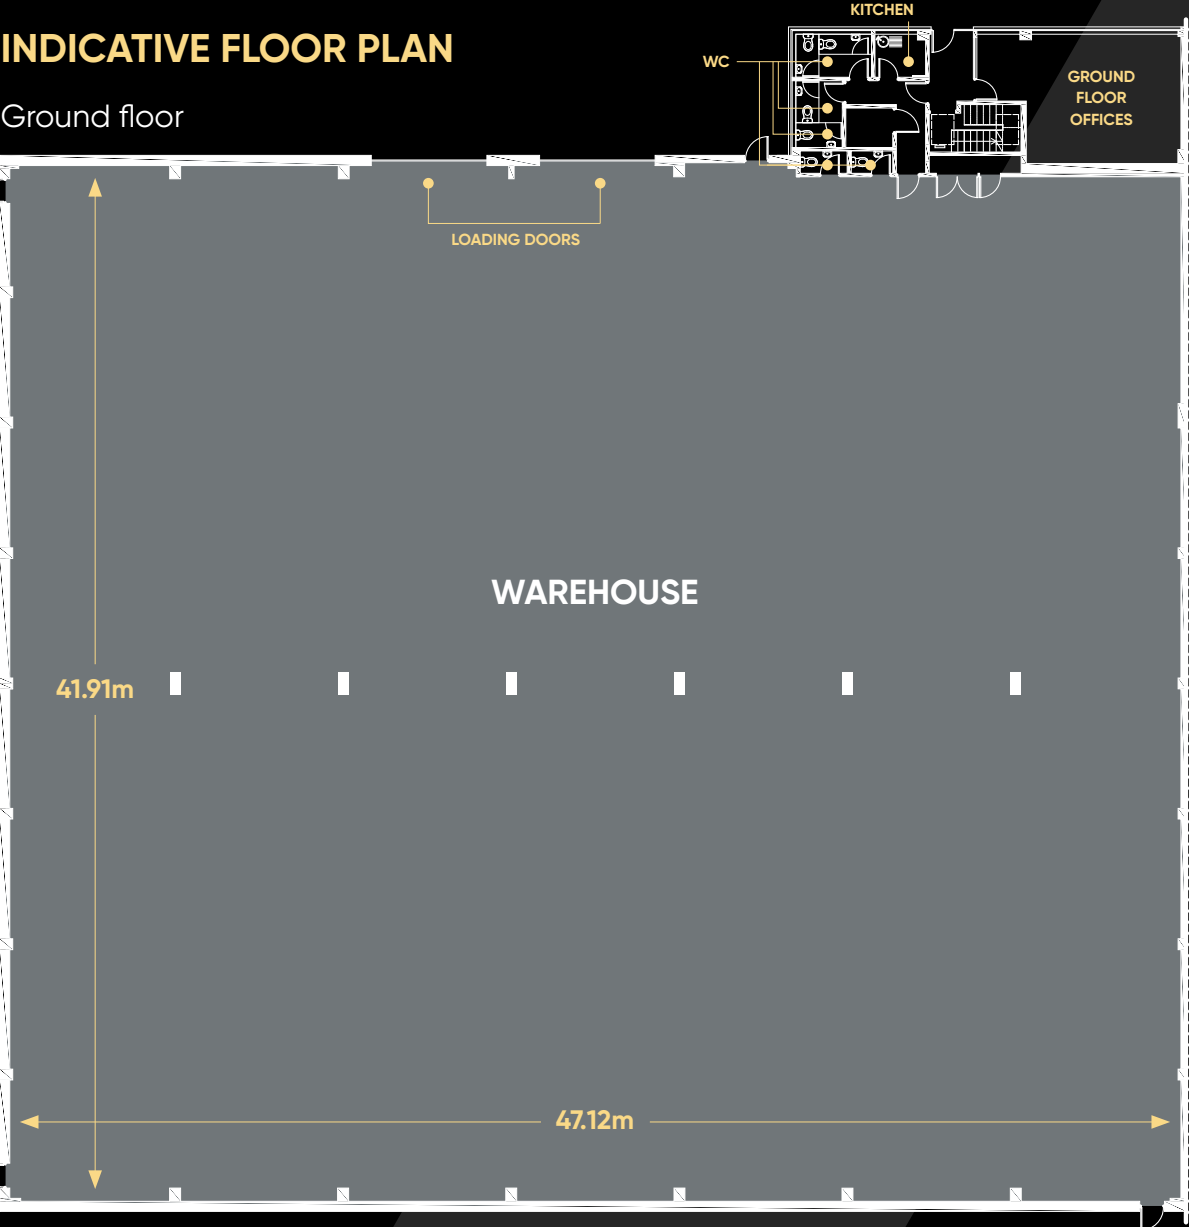 INDICATIVE FLOOR PLAN
Ground floor
KITCHEN
WC
GROUND
FLOOR
OFFICES
LOADING DOORS
WAREHOUSE
41.91m
47.12m